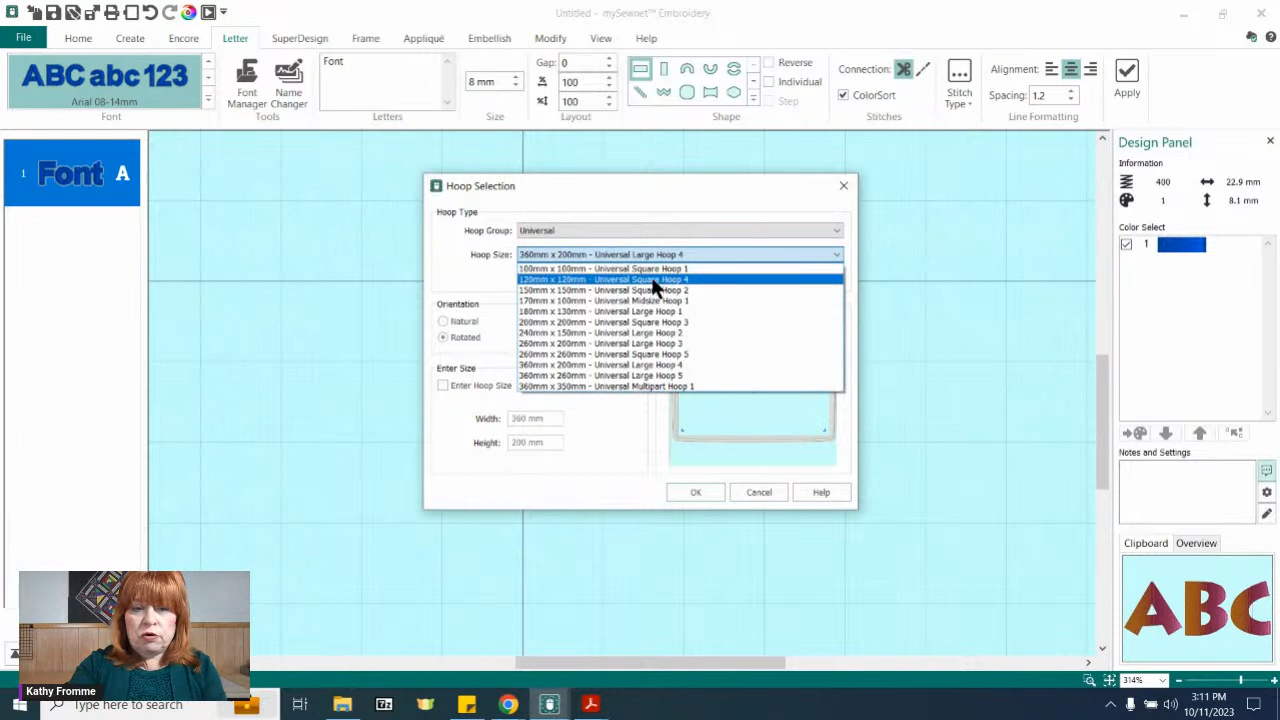 Untitled - mySewnet™ Embroidery
File Home Create Encore Letter SuperDesign Frame Appliqué Embellish Modify View Help
ABC abc 123
Arial 08-14mm
Font
Font Manager
Name Changer
Tools
Font
Letters
8 mm
Size
Gap: 0
100
100
Layout
Reverse
Individual
Step
Shape
Connection:
ColorSort
Stitch Type
Stitches
Alignment:
Spacing: 1.2
Line Formatting
Apply
1 Font A
Hoop Selection
Hoop Type
Hoop Group: Universal
Hoop Size: 360mm x 200mm - Universal Large Hoop 4
100mm x 100mm - Universal Square Hoop 1
120mm x 120mm - Universal Square Hoop 4
150mm x 150mm - Universal Square Hoop 2
170mm x 100mm - Universal Midsize Hoop 1
180mm x 130mm - Universal Large Hoop 1
200mm x 200mm - Universal Square Hoop 3
240mm x 150mm - Universal Large Hoop 2
260mm x 200mm - Universal Large Hoop 3
260mm x 260mm - Universal Square Hoop 5
360mm x 200mm - Universal Large Hoop 4
360mm x 260mm - Universal Large Hoop 5
360mm x 350mm - Universal Multipart Hoop 1
Orientation
Natural
Rotated
Enter Size
Enter Hoop Size
Width: 360 mm
Height: 200 mm
OK Cancel Help
Design Panel
Information
400 22.9 mm
1 8.1 mm
Color Select
1
Notes and Settings
Clipboard Overview
ABC
314%
Kathy Fromme
Type here to search
3:11 PM
10/11/2023